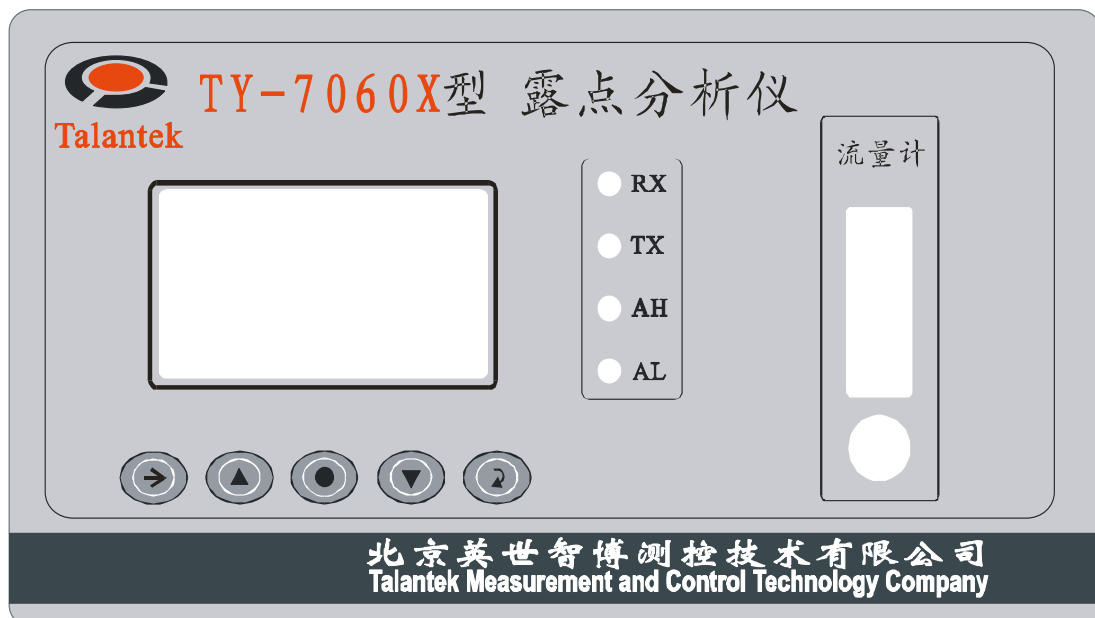 TY-7060X型 露点分析仪
Talantek
流量计
RX
TX
AH
AL
北京英世智博测控技术有限公司
Talantek Measurement and Control Technology Company